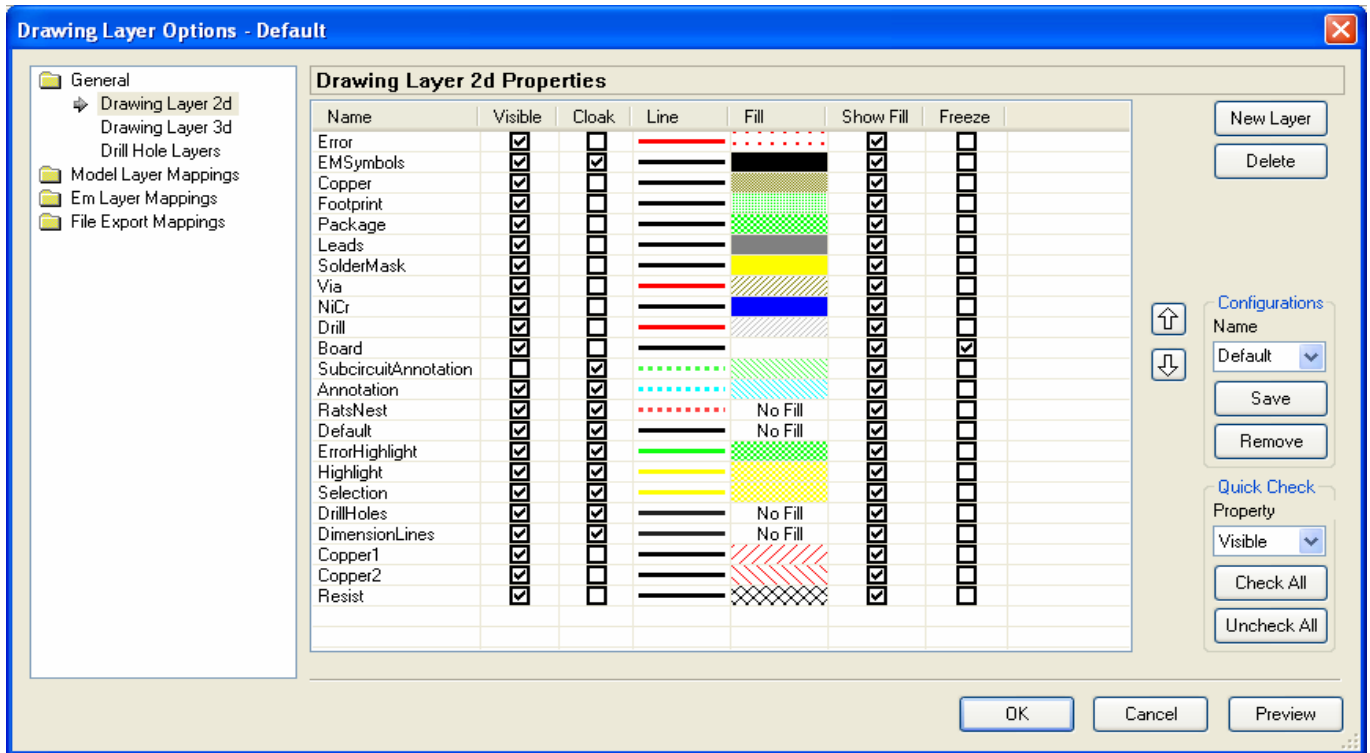 Drawing Layer Options - Default
General
Drawing Layer 2d
Drawing Layer 3d
Drill Hole Layers
Model Layer Mappings
Em Layer Mappings
File Export Mappings
Drawing Layer 2d Properties
Name Visible Cloak Line Fill Show Fill Freeze
Error
EMSymbols
Copper
Footprint
Package
Leads
SolderMask
Via
NiCr
Drill
Board
SubcircuitAnnotation
Annotation
RatsNest No Fill
Default No Fill
ErrorHighlight
Highlight
Selection
DrillHoles No Fill
DimensionLines No Fill
Copper1
Copper2
Resist
New Layer
Delete
Configurations
Name
Default
Save
Remove
Quick Check
Property
Visible
Check All
Uncheck All
OK Cancel Preview